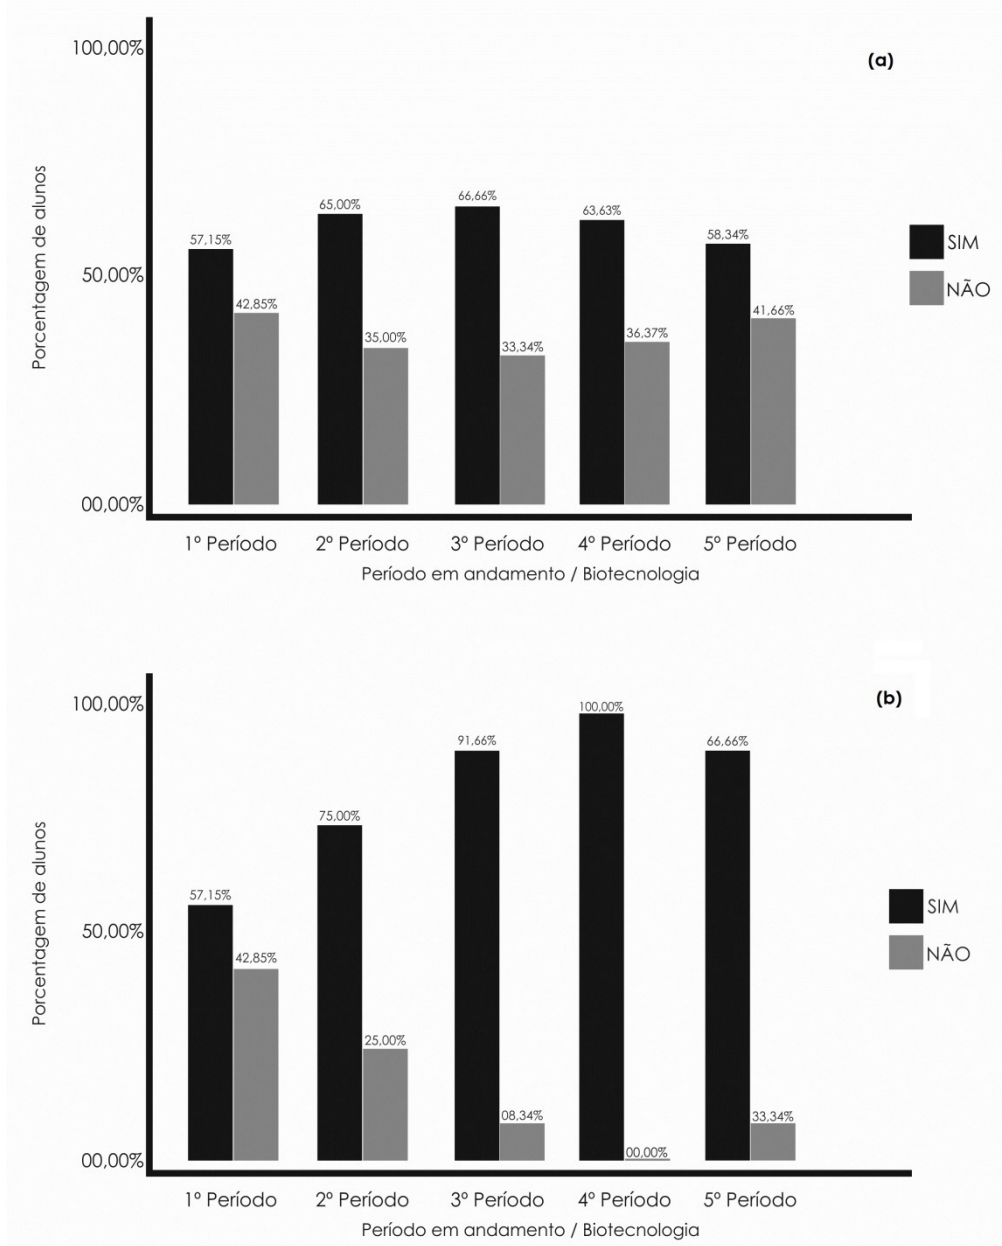 100,00%
(a)
Porcentagem de alunos
66,66%
65,00%
63,63%
57,15%
58,34%
SIM
50,00%
NÃO
42,85%
41,66%
35,00%
33,34%
36,37%
00,00%
1º Período 2º Período 3º Período 4º Período 5º Período
Período em andamento / Biotecnologia
(b)
100,00%
100,00%
91,66%
66,66%
Porcentagem de alunos
75,00%
57,15%
SIM
50,00%
NÃO
42,85%
25,00%
08,34%
33,34%
00,00%
00,00%
1º Período 2º Período 3º Período 4º Período 5º Período
Período em andamento / Biotecnologia